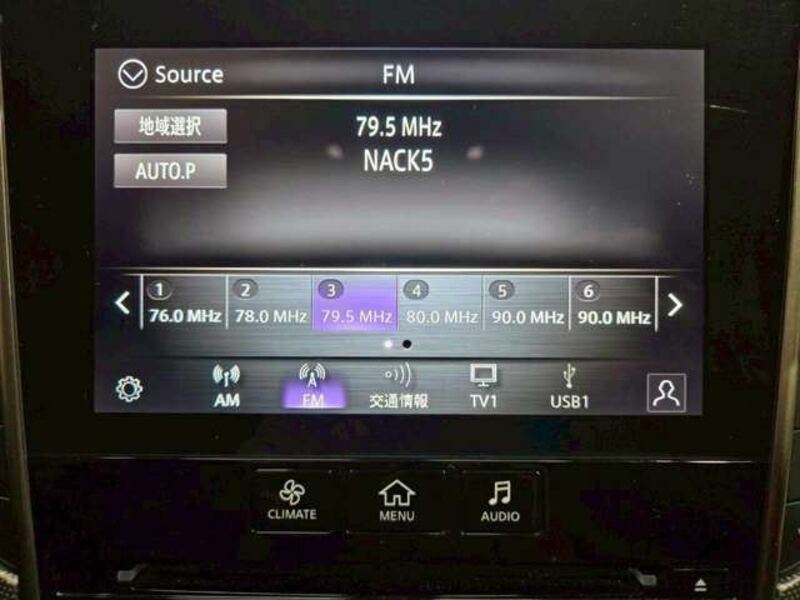 Source
FM
地域選択
79.5 MHz
AUTO.P
NACK5
1
2
3
4
5
6
76.0 MHz
78.0 MHz
79.5 MHz
80.0 MHz
90.0 MHz
90.0 MHz
AM
FM
交通情報
TV1
USB1
CLIMATE
MENU
AUDIO